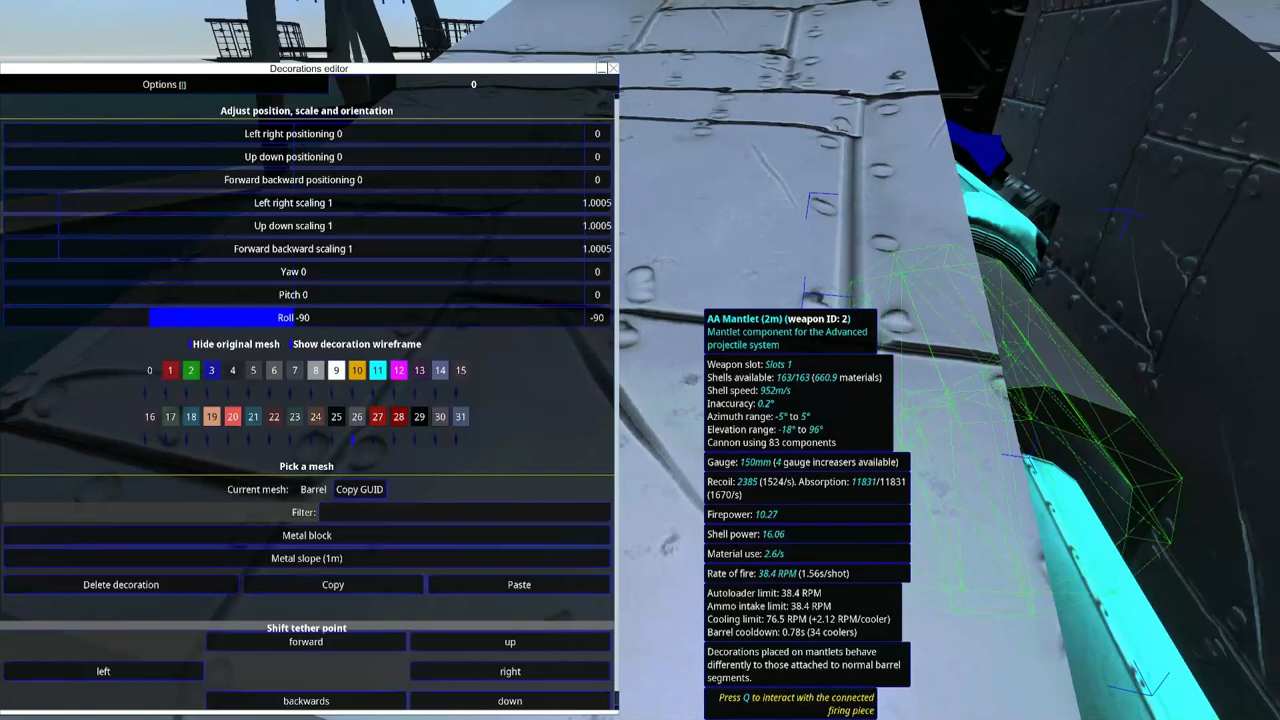 Decorations editor
Options
0
Adjust position, scale and orientation
Left right positioning 0 0
Up down positioning 0 0
Forward backward positioning 0 0
Left right scaling 1 1.0005
Up down scaling 1 1.0005
Forward backward scaling 1 1.0005
Yaw 0 0
Pitch 0 0
Roll -90 -90
Hide original mesh Show decoration wireframe
0 1 2 3 4 5 6 7 8 9 10 11 12 13 14 15
16 17 18 19 20 21 22 23 24 25 26 27 28 29 30 31
Pick a mesh
Current mesh: Barrel Copy GUID
Filter:
Metal block
Metal slope (1m)
Delete decoration Copy Paste
Shift tether point
forward up
left right
backwards down
AA Mantlet (2m) (weapon ID: 2)
Mantlet component for the Advanced
projectile system
Weapon slot: Slots 1
Shells available: 163/163 (660.9 materials)
Shell speed: 952m/s
Inaccuracy: 0.2°
Azimuth range: -5° to 5°
Elevation range: -18° to 96°
Cannon using 83 components
Gauge: 150mm (4 gauge increasers available)
Recoil: 2385 (1524/s). Absorption: 11831/11831
(1670/s)
Firepower: 10.27
Shell power: 16.06
Material use: 2.6/s
Rate of fire: 38.4 RPM (1.56s/shot)
Autoloader limit: 38.4 RPM
Ammo intake limit: 38.4 RPM
Cooling limit: 76.5 RPM (+2.12 RPM/cooler)
Barrel cooldown: 0.78s (34 coolers)
Decorations placed on mantlets behave
differently to those attached to normal barrel
segments.
Press Q to interact with the connected
firing piece